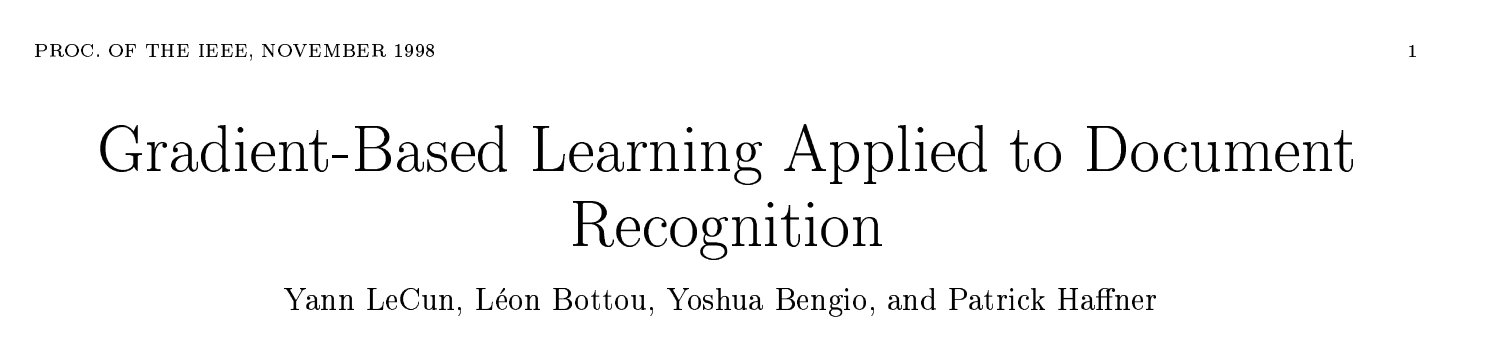 PROC. OF THE IEEE, NOVEMBER 1998 1
Gradient-Based Learning Applied to Document
Recognition
Yann LeCun, Léon Bottou, Yoshua Bengio, and Patrick Haffner